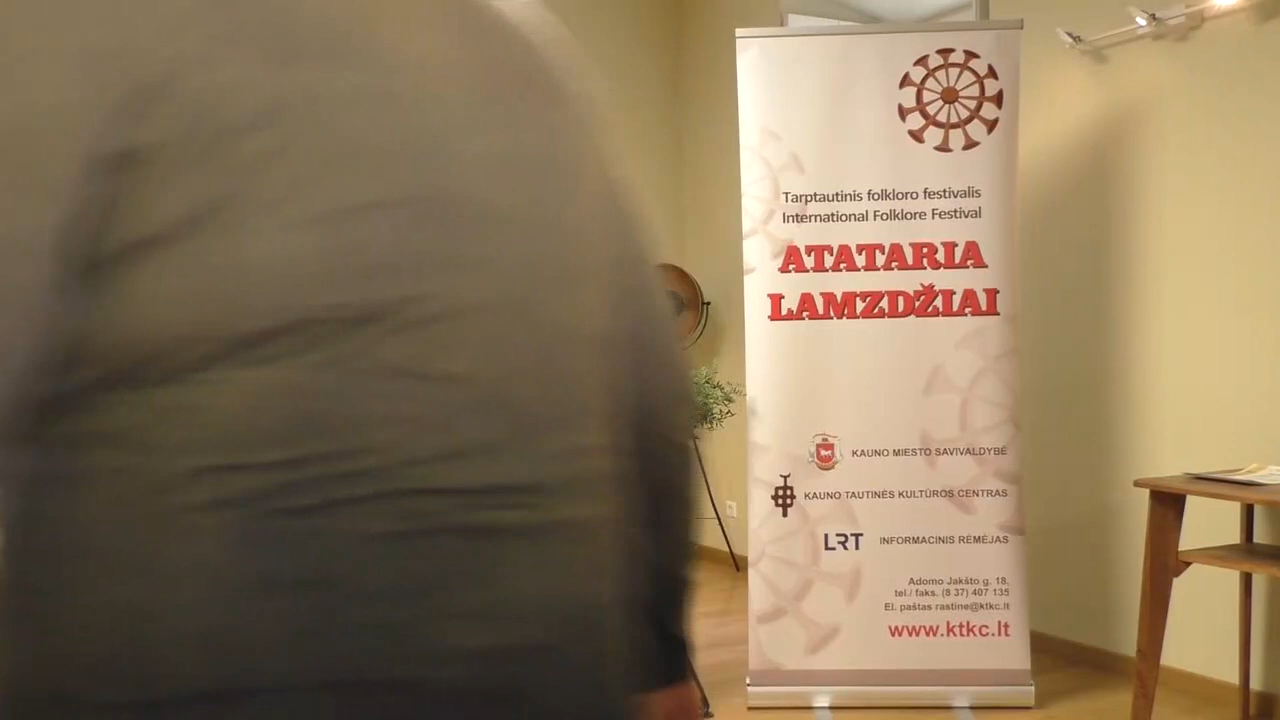 Tarptautinis folkloro festivalis
International Folklore Festival
ATATARIA
LAMZDŽIAI
KAUNO MIESTO SAVIVALDYBĖ
KAUNO TAUTINĖS KULTŪROS CENTRAS
LRT INFORMACINIS RĖMĖJAS
Adomo Jakšto g. 18,
tel./ faks. (8 37) 407 135
El. paštas rastine@ktkc.lt
www.ktkc.lt